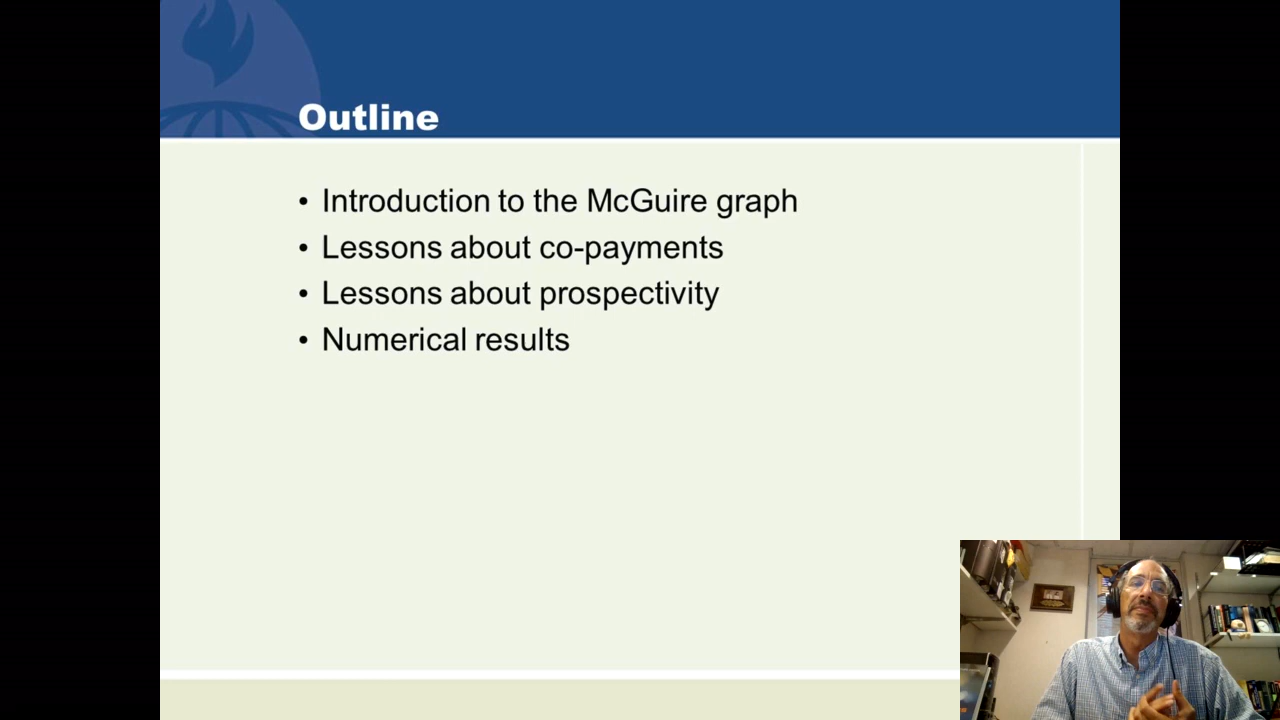 Outline
• Introduction to the McGuire graph
• Lessons about co-payments
• Lessons about prospectivity
• Numerical results